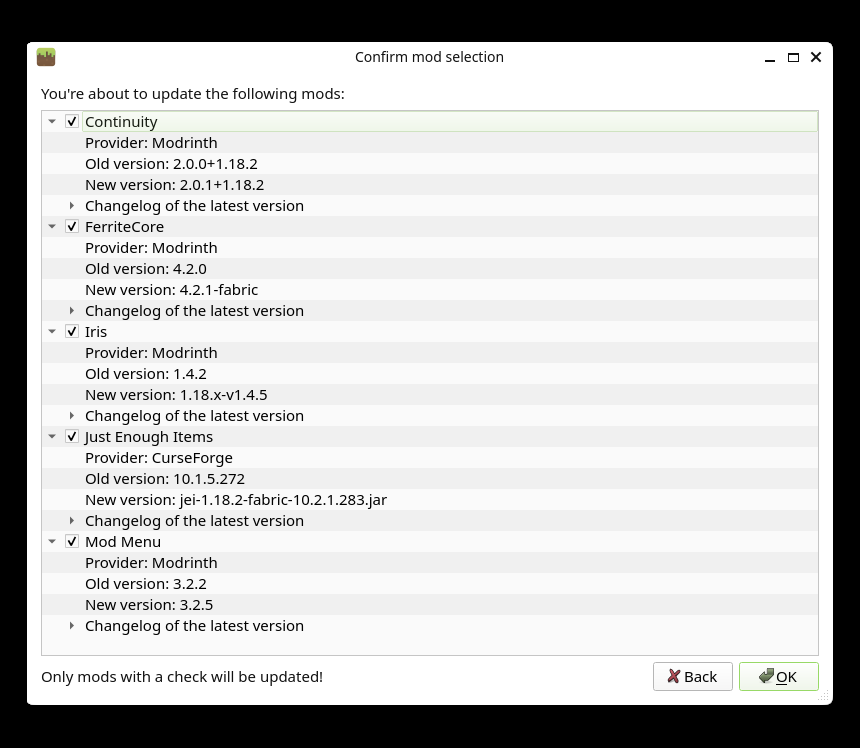 Confirm mod selection
You're about to update the following mods:
Continuity
Provider: Modrinth
Old version: 2.0.0+1.18.2
New version: 2.0.1+1.18.2
Changelog of the latest version
FerriteCore
Provider: Modrinth
Old version: 4.2.0
New version: 4.2.1-fabric
Changelog of the latest version
Iris
Provider: Modrinth
Old version: 1.4.2
New version: 1.18.x-v1.4.5
Changelog of the latest version
Just Enough Items
Provider: CurseForge
Old version: 10.1.5.272
New version: jei-1.18.2-fabric-10.2.1.283.jar
Changelog of the latest version
Mod Menu
Provider: Modrinth
Old version: 3.2.2
New version: 3.2.5
Changelog of the latest version
Only mods with a check will be updated!
Back
OK